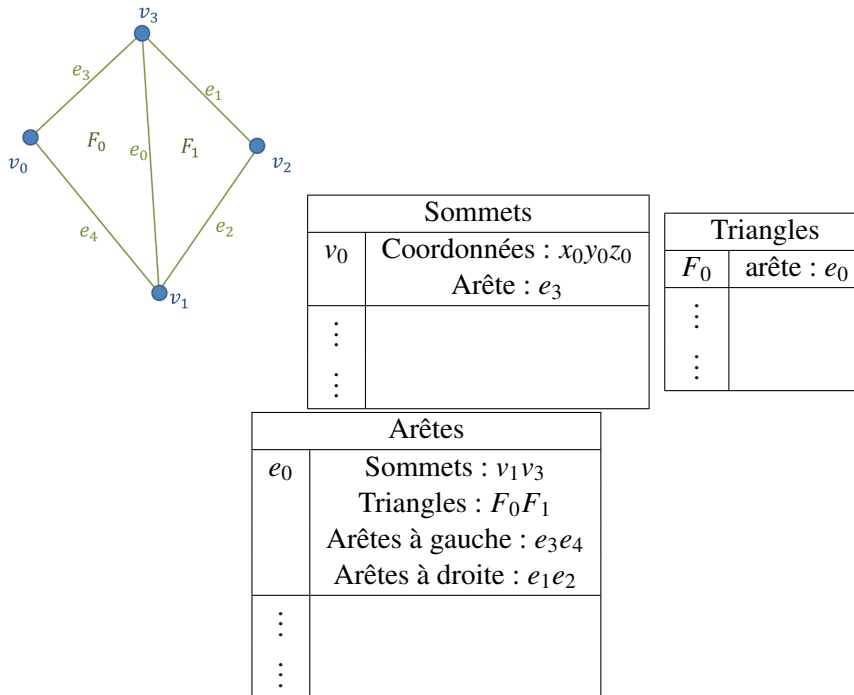 v₃
e₃
e₁
F₀
e₀
F₁
v₀
v₂
e₄
e₂
v₁
Sommets
v₀ Coordonnées : x₀y₀z₀
Arête : e₃
⋮
⋮
Triangles
F₀ arête : e₀
⋮
⋮
Arêtes
e₀ Sommets : v₁v₃
Triangles : F₀F₁
Arêtes à gauche : e₃e₄
Arêtes à droite : e₁e₂
⋮
⋮